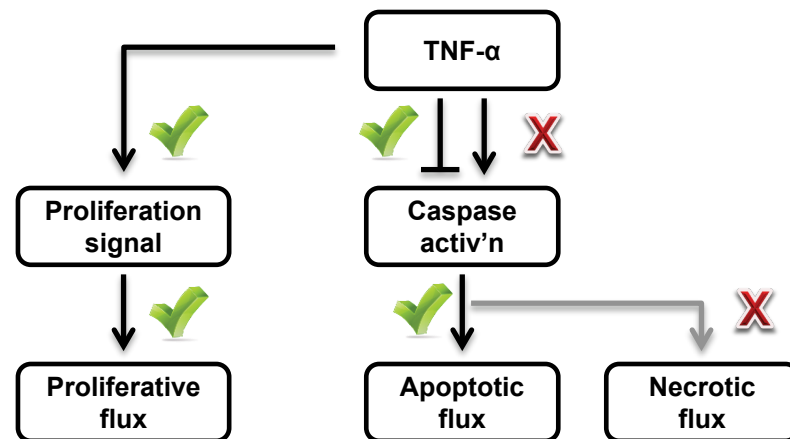 TNF-α
X
Proliferation
signal
Caspase
activ'n
X
Proliferative
flux
Apoptotic
flux
Necrotic
flux